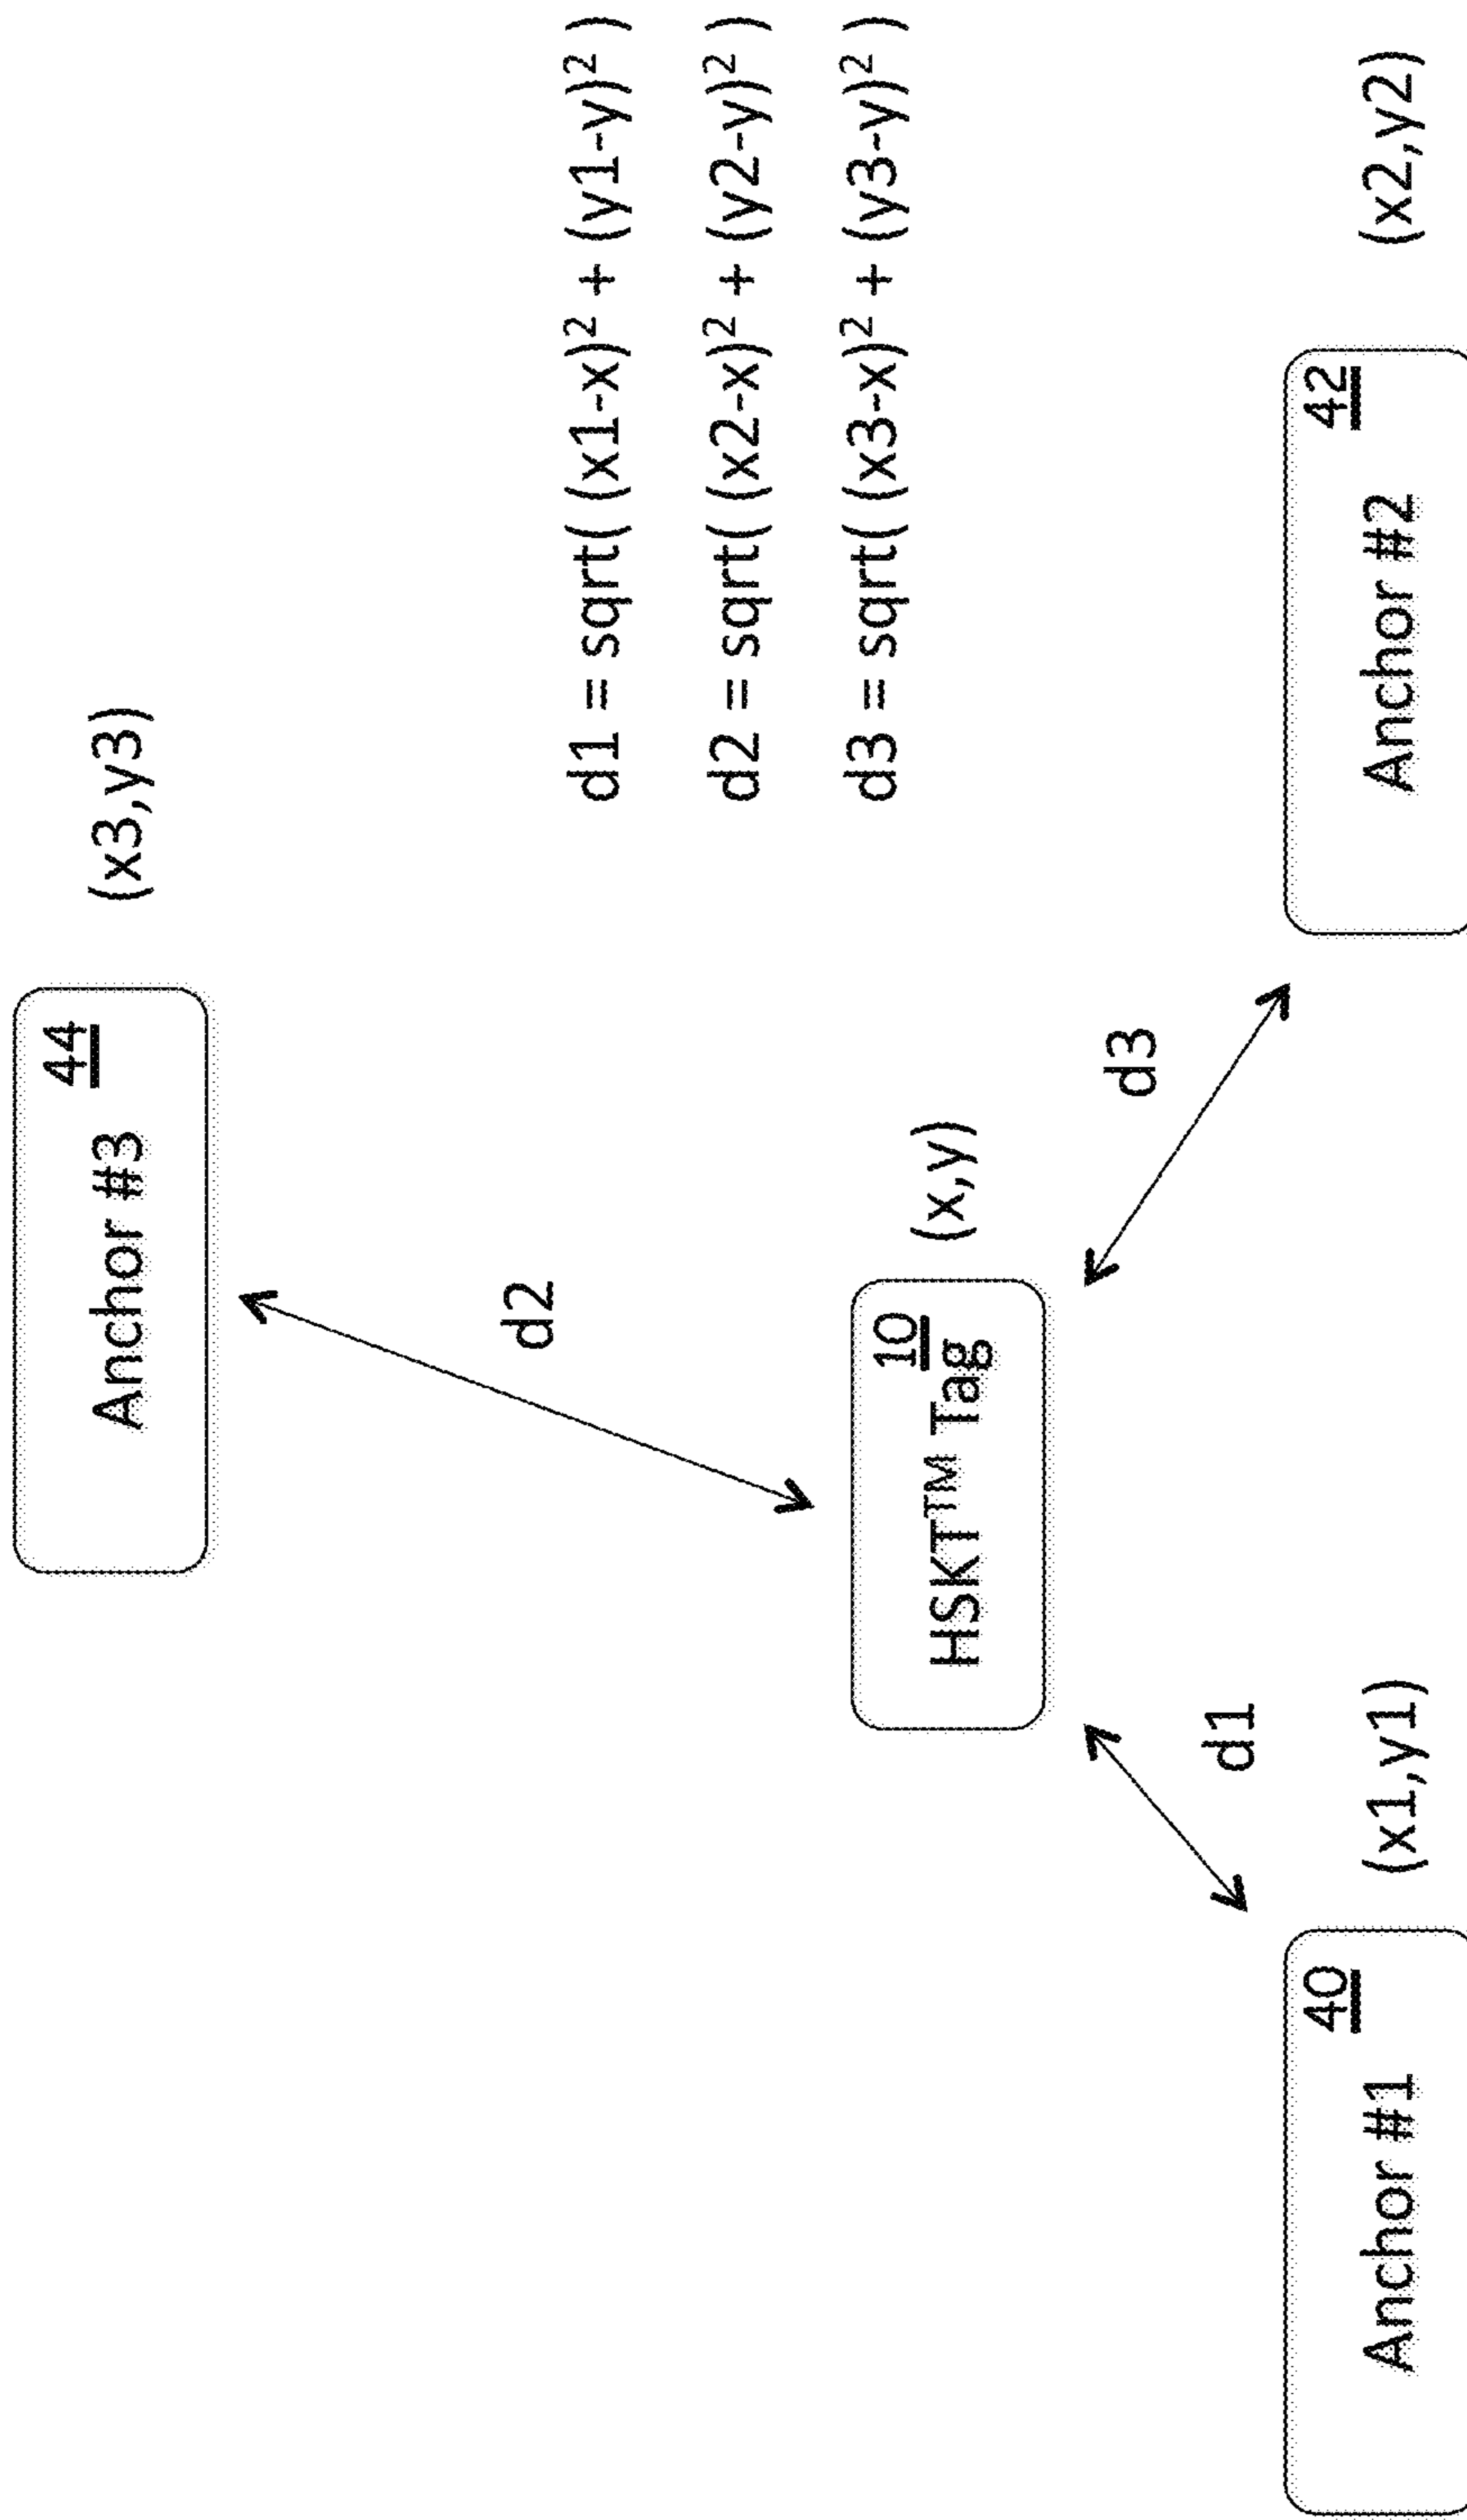 44
Anchor #3
(x3,y3)
d2
d1 = sqrt( (x1-x)² + (y1-y)² )
d2 = sqrt( (x2-x)² + (y2-y)² )
d3 = sqrt( (x3-x)² + (y3-y)² )
10
HSKT™ Tag
(x,y)
d3
d1
40
Anchor #1
(x1,y1)
42
Anchor #2
(x2,y2)